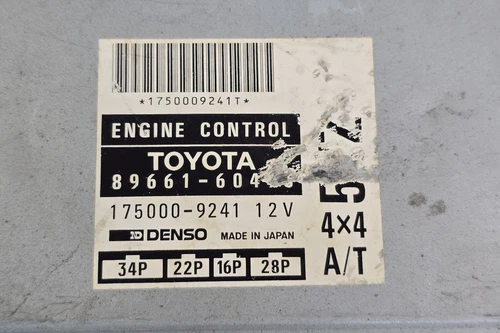 *1750009241T*
ENGINE CONTROL
TOYOTA
175000-9241 12V
DENSO MADE IN JAPAN
34P 22P 16P 28P
4×4
A/T